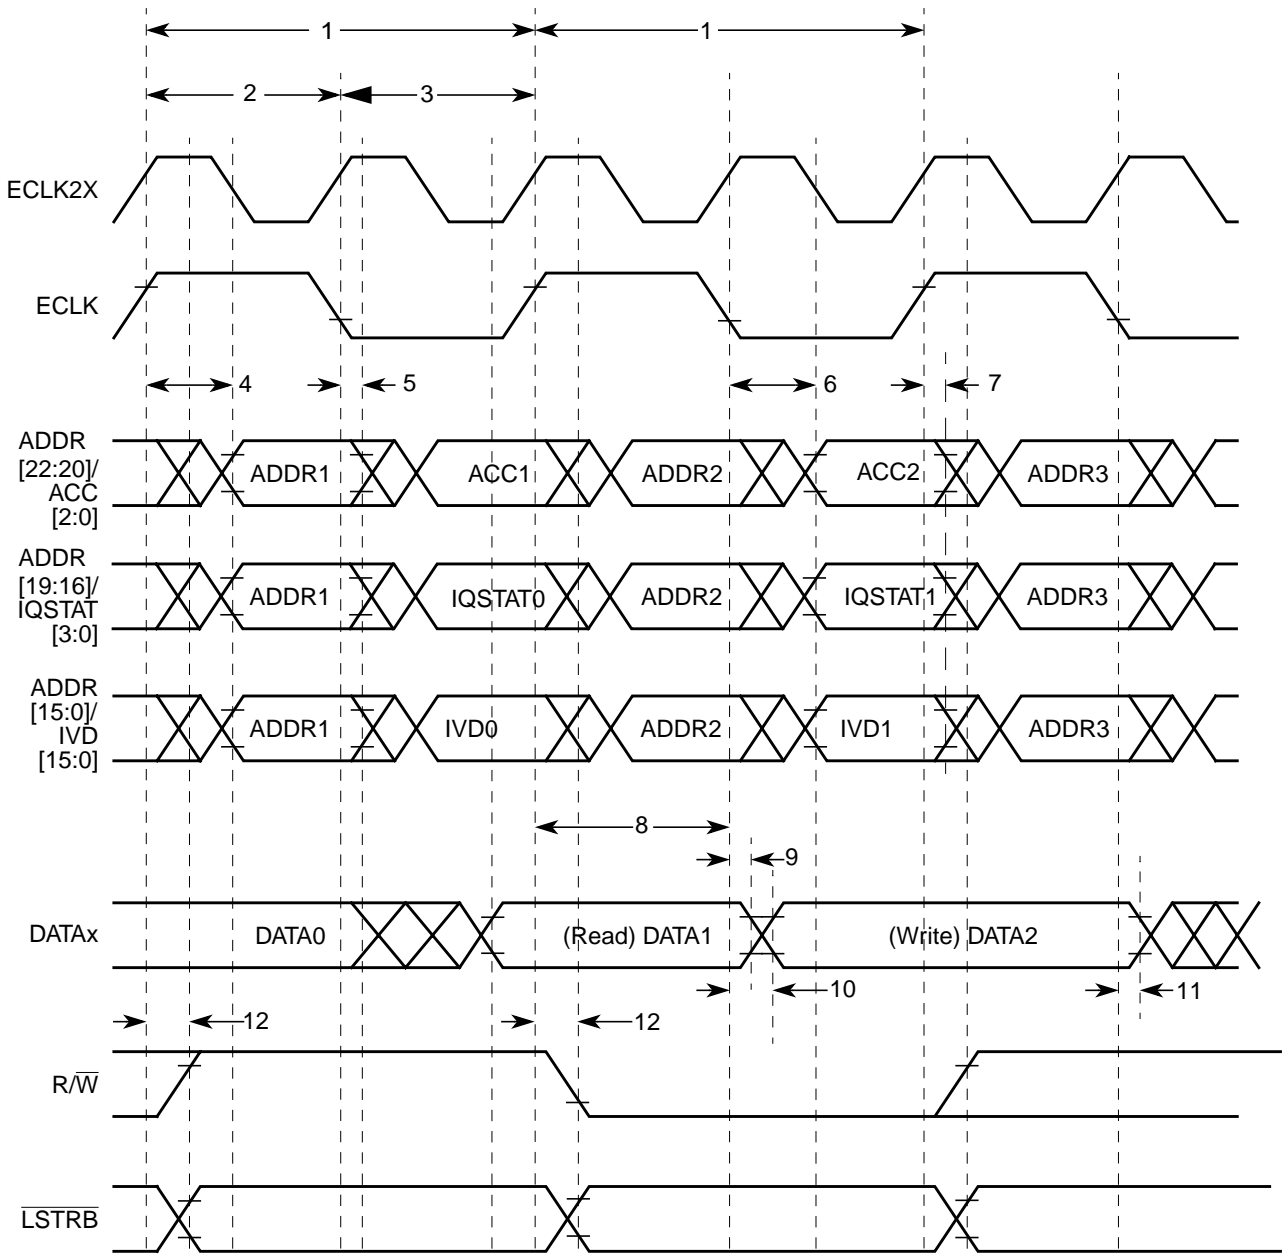 1 1
2 3
ECLK2X
ECLK
4 5 6 7
ADDR
[22:20]/
ACC
[2:0]
ADDR1 ACC1 ADDR2 ACC2 ADDR3
ADDR
[19:16]/
IQSTAT
[3:0]
ADDR1 IQSTAT0 ADDR2 IQSTAT1 ADDR3
ADDR
[15:0]/
IVD
[15:0]
ADDR1 IVD0 ADDR2 IVD1 ADDR3
8
9
DATAx DATA0 (Read) DATA1 (Write) DATA2
10 11
12 12
R/W
LSTRB